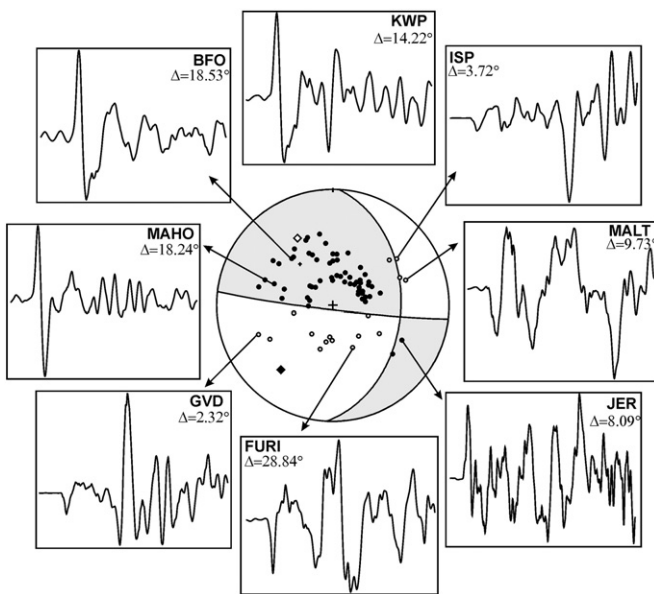 KWP
Δ=14.22°
BFO
Δ=18.53°
ISP
Δ=3.72°
MAHO
Δ=18.24°
MALT
Δ=9.73°
GVD
Δ=2.32°
FURI
Δ=28.84°
JER
Δ=8.09°